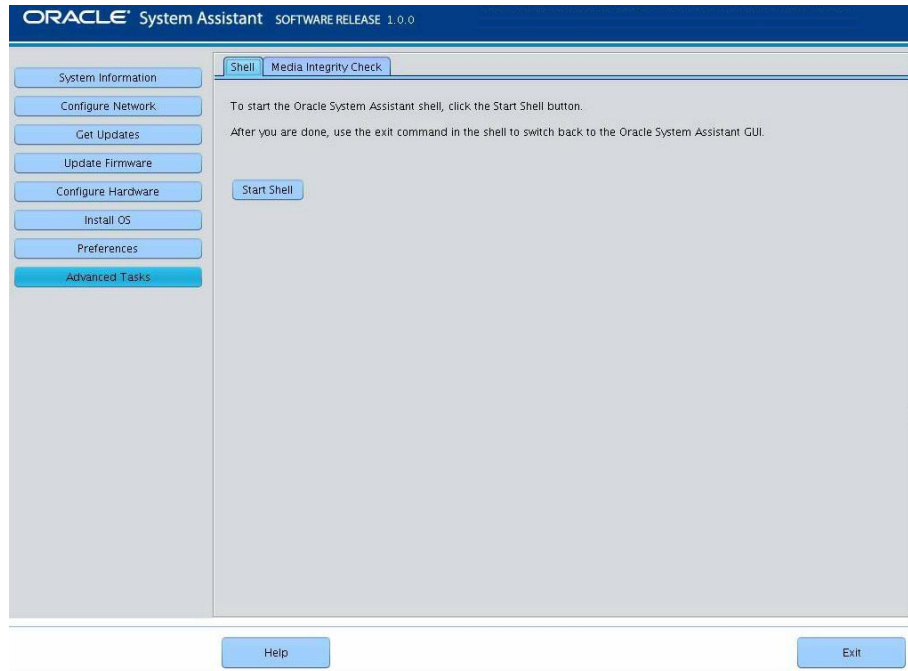 ORACLE® System Assistant SOFTWARE RELEASE 1.0.0
Shell Media Integrity Check
System Information
Configure Network
Get Updates
Update Firmware
Configure Hardware
Install OS
Preferences
Advanced Tasks
To start the Oracle System Assistant shell, click the Start Shell button.
After you are done, use the exit command in the shell to switch back to the Oracle System Assistant GUI.
Start Shell
Help Exit